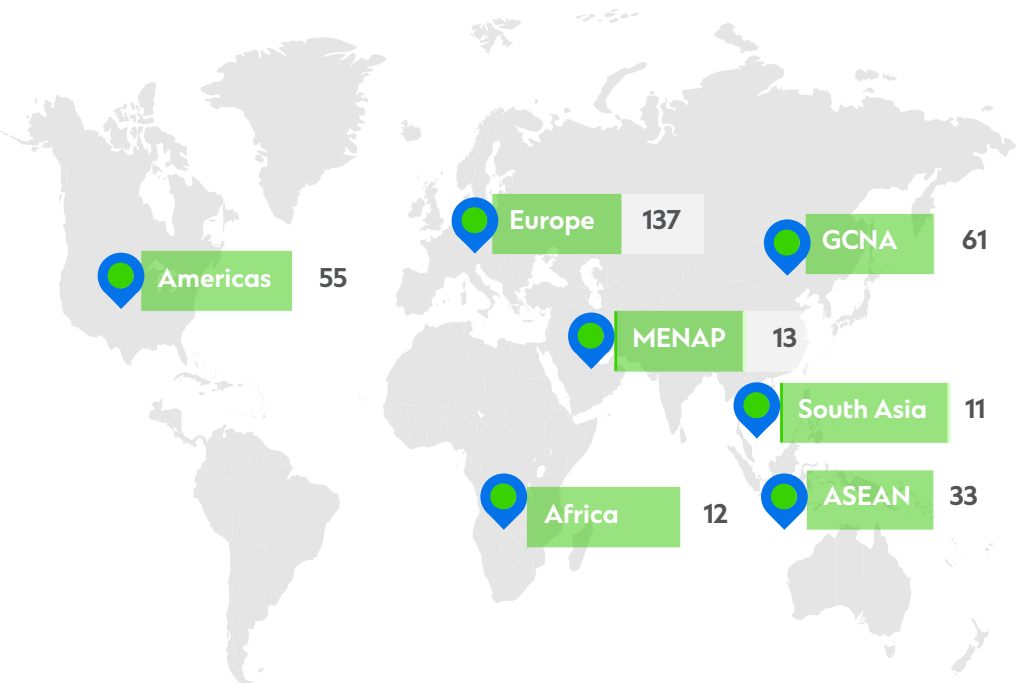 Europe 137
GCNA 61
Americas 55
MENAP 13
South Asia 11
ASEAN 33
Africa 12